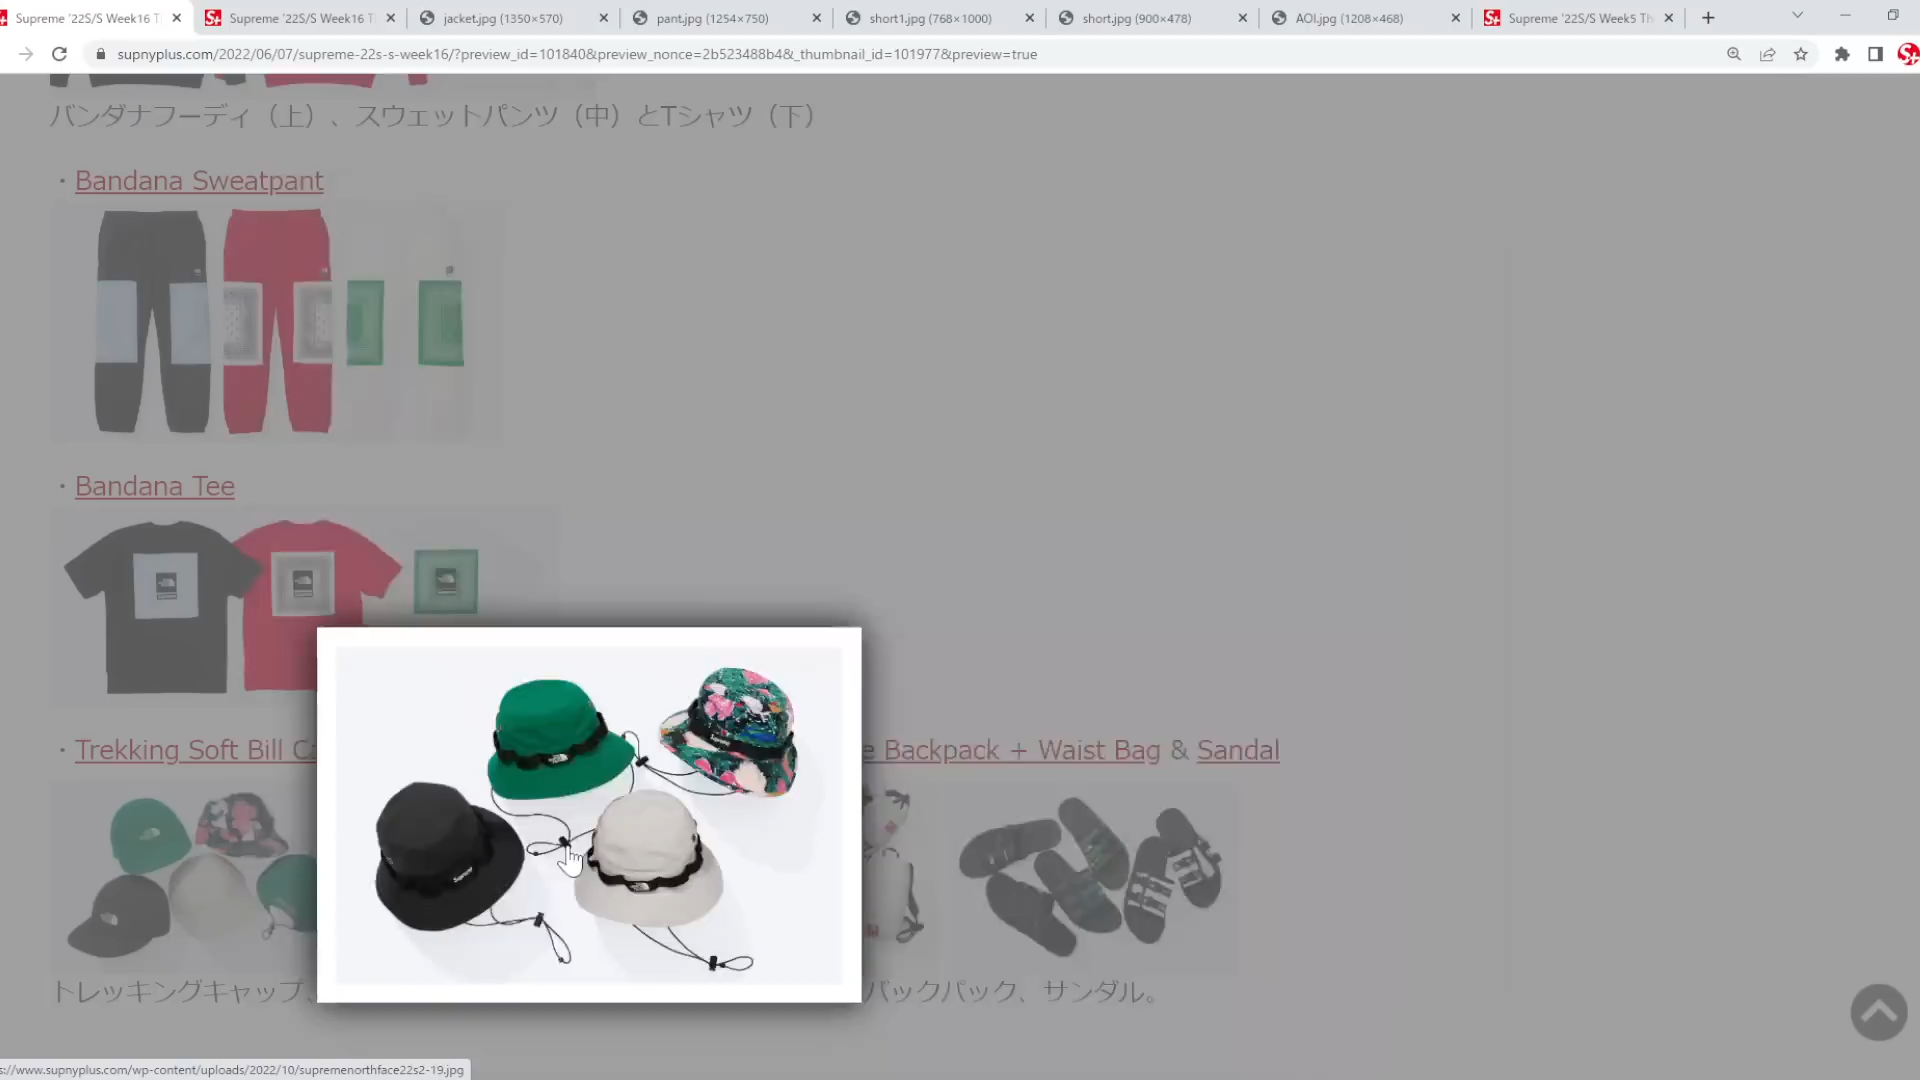 Supreme '22S/S Week16 T
Supreme '22S/S Week16 T
jacket.jpg (1350×570)
pant.jpg (1254×750)
short1.jpg (768×1000)
short.jpg (900×478)
AOI.jpg (1208×468)
Supreme '22S/S Week5 Th
supnyplus.com/2022/06/07/supreme-22s-s-week16/?preview_id=101840&preview_nonce=2b523488b4&_thumbnail_id=101977&preview=true
バンダナフーディ（上）、スウェットパンツ（中）とTシャツ（下）
・Bandana Sweatpant
・Bandana Tee
・Trekking Soft Bill C
Backpack + Waist Bag & Sandal
Supreme
トレッキングキャップ、
バックパック、サンダル。
s://www.supnyplus.com/wp-content/uploads/2022/10/supremenorthface22s2-19.jpg